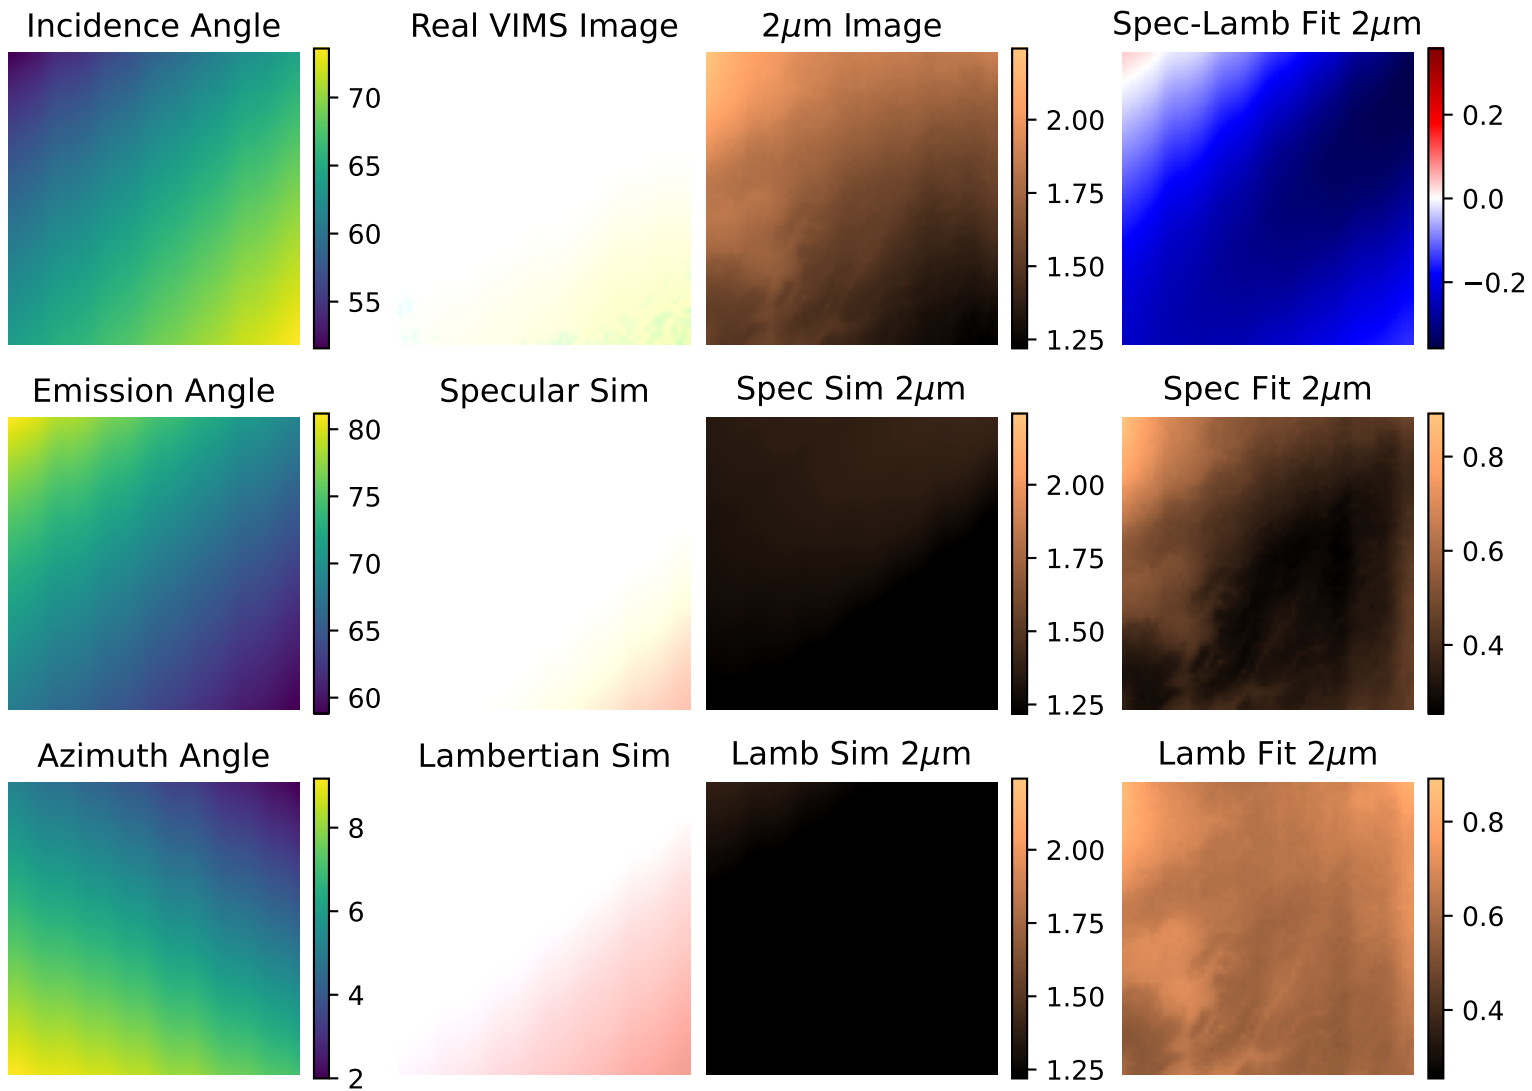 Incidence Angle
70
65
60
55
Real VIMS Image
2μm Image
2.00
1.75
1.50
1.25
Spec-Lamb Fit 2μm
0.2
0.0
−0.2
Emission Angle
80
75
70
65
60
Specular Sim
Spec Sim 2μm
2.00
1.75
1.50
1.25
Spec Fit 2μm
0.8
0.6
0.4
Azimuth Angle
8
6
4
2
Lambertian Sim
Lamb Sim 2μm
2.00
1.75
1.50
1.25
Lamb Fit 2μm
0.8
0.6
0.4